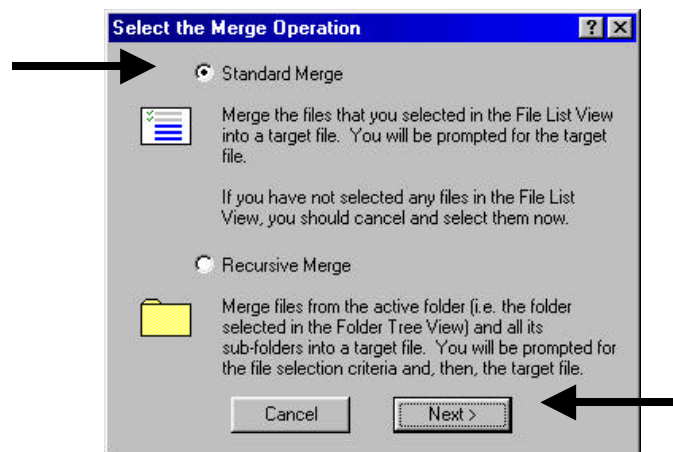 Select the Merge Operation
Standard Merge
Merge the files that you selected in the File List View
into a target file. You will be prompted for the target
file.
If you have not selected any files in the File List
View, you should cancel and select them now.
Recursive Merge
Merge files from the active folder (i.e. the folder
selected in the Folder Tree View) and all its
sub-folders into a target file. You will be prompted for
the file selection criteria and, then, the target file.
Cancel Next >